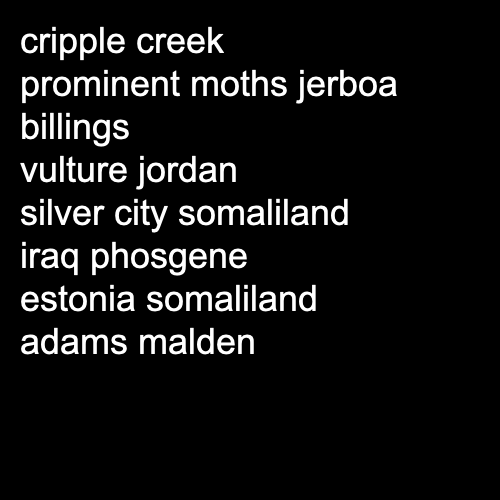 cripple creek
prominent moths jerboa
billings
vulture jordan
silver city somaliland
iraq phosgene
estonia somaliland
adams malden